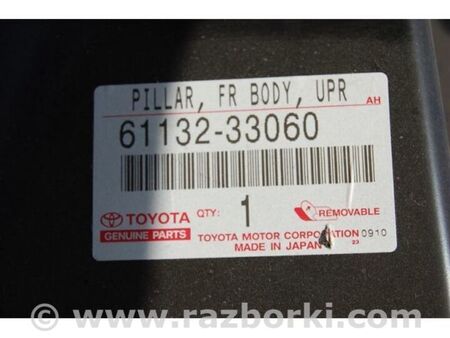 PILLAR, FR BODY, UPR
AH
61132-33060
TOYOTA
GENUINE PARTS
QTY: 1
REMOVABLE
TOYOTA MOTOR CORPORATION 0910
MADE IN JAPAN 23
© www.razborki.com